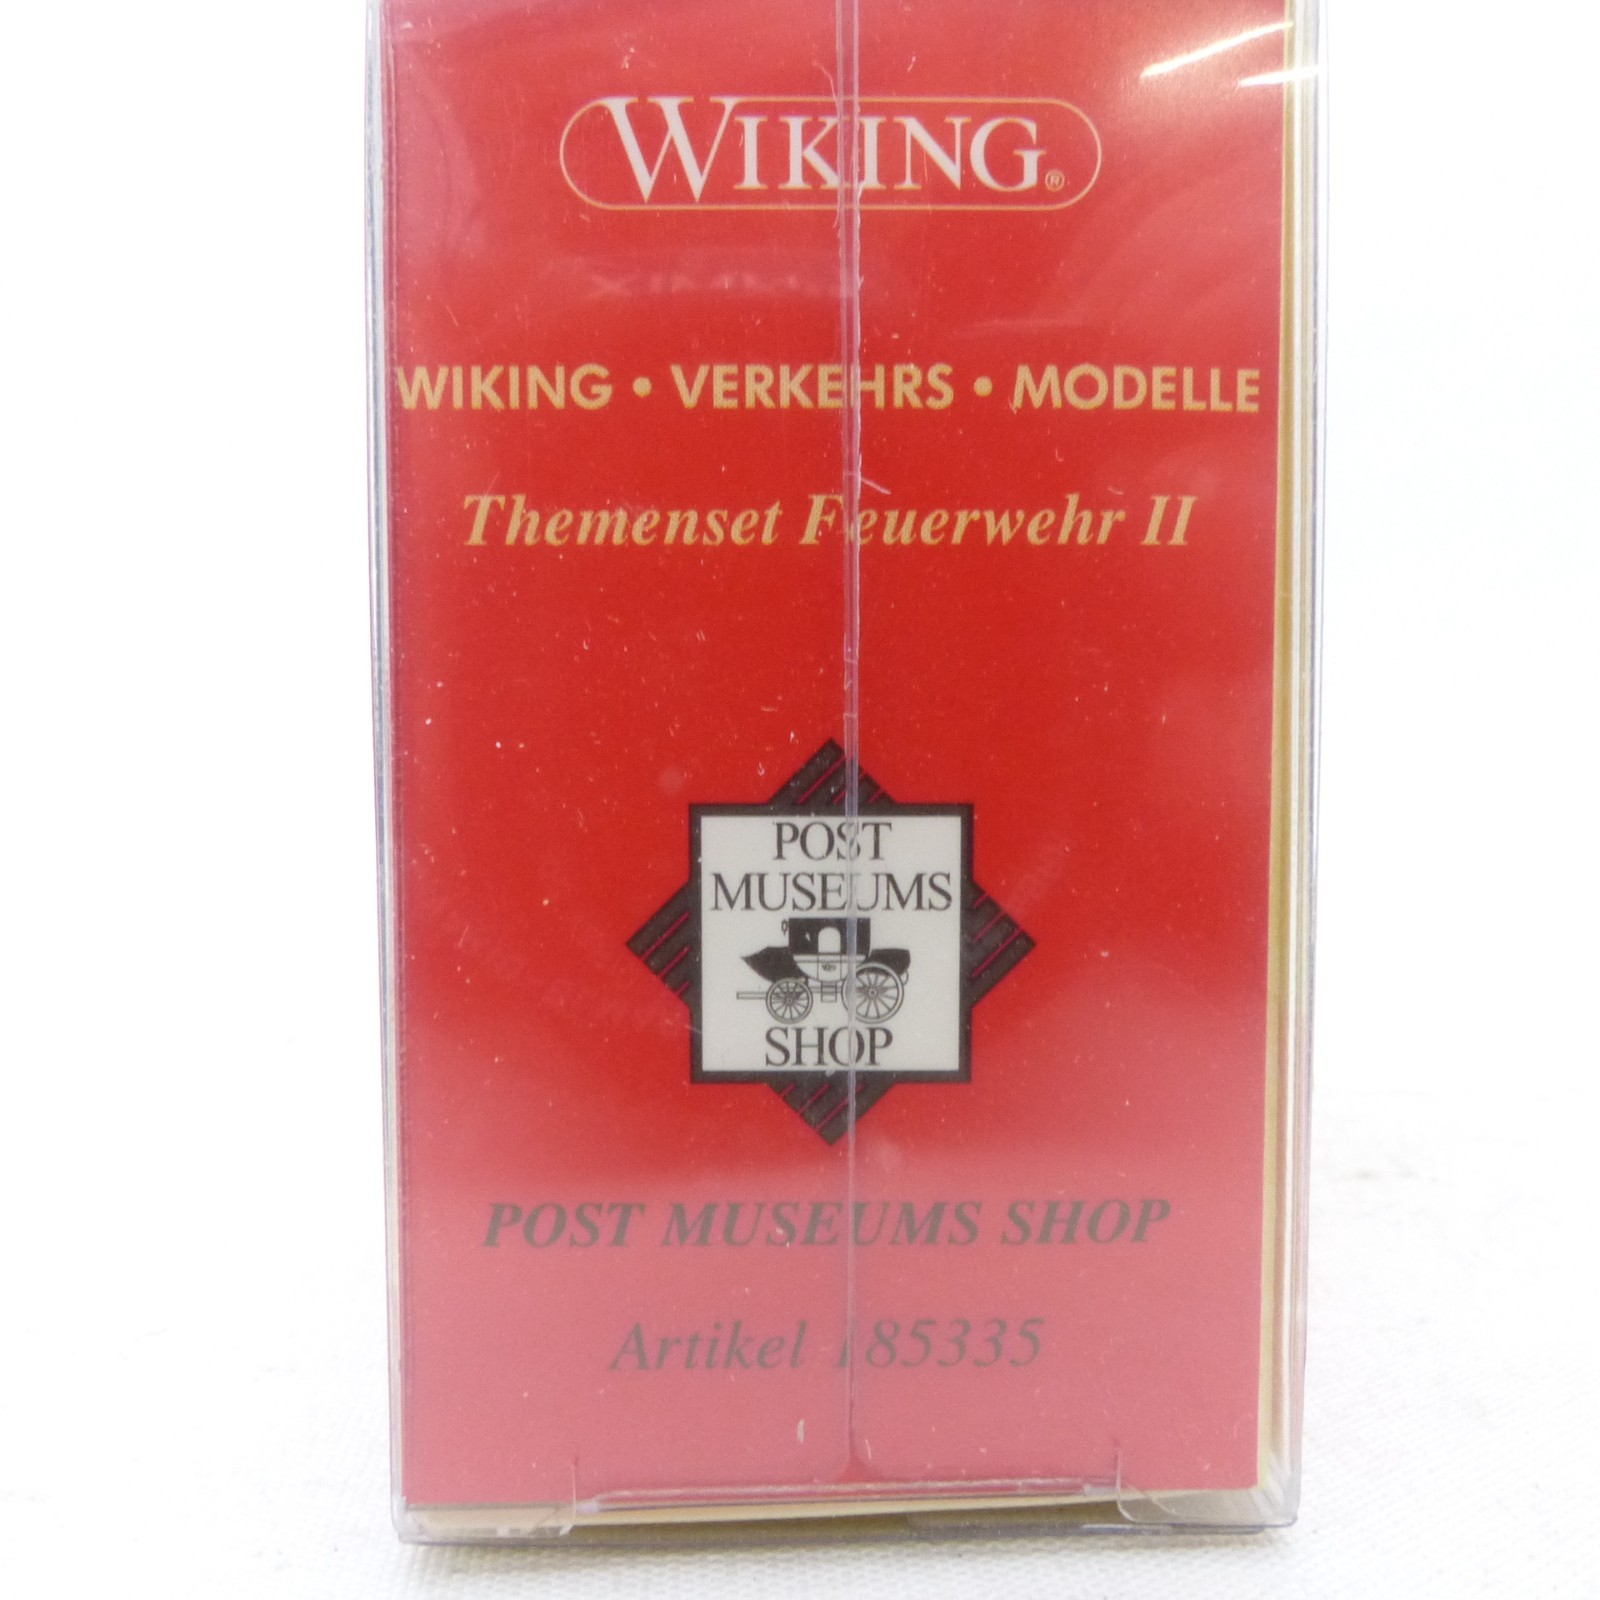 WIKING®
WIKING • VERKEHRS • MODELLE
Themenset Feuerwehr II
POST
MUSEUMS
SHOP
POST MUSEUMS SHOP
Artikel 185335